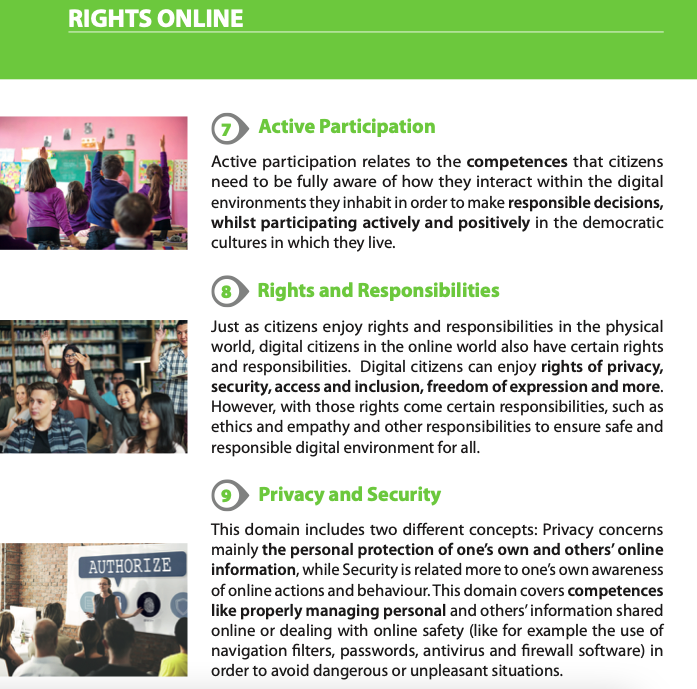 RIGHTS ONLINE
7 Active Participation
Active participation relates to the competences that citizens
need to be fully aware of how they interact within the digital
environments they inhabit in order to make responsible decisions,
whilst participating actively and positively in the democratic
cultures in which they live.
8 Rights and Responsibilities
Just as citizens enjoy rights and responsibilities in the physical
world, digital citizens in the online world also have certain rights
and responsibilities. Digital citizens can enjoy rights of privacy,
security, access and inclusion, freedom of expression and more.
However, with those rights come certain responsibilities, such as
ethics and empathy and other responsibilities to ensure safe and
responsible digital environment for all.
9 Privacy and Security
This domain includes two different concepts: Privacy concerns
mainly the personal protection of one’s own and others’ online
information, while Security is related more to one’s own awareness
of online actions and behaviour. This domain covers competences
like properly managing personal and others’ information shared
online or dealing with online safety (like for example the use of
navigation filters, passwords, antivirus and firewall software) in
order to avoid dangerous or unpleasant situations.
AUTHORIZE